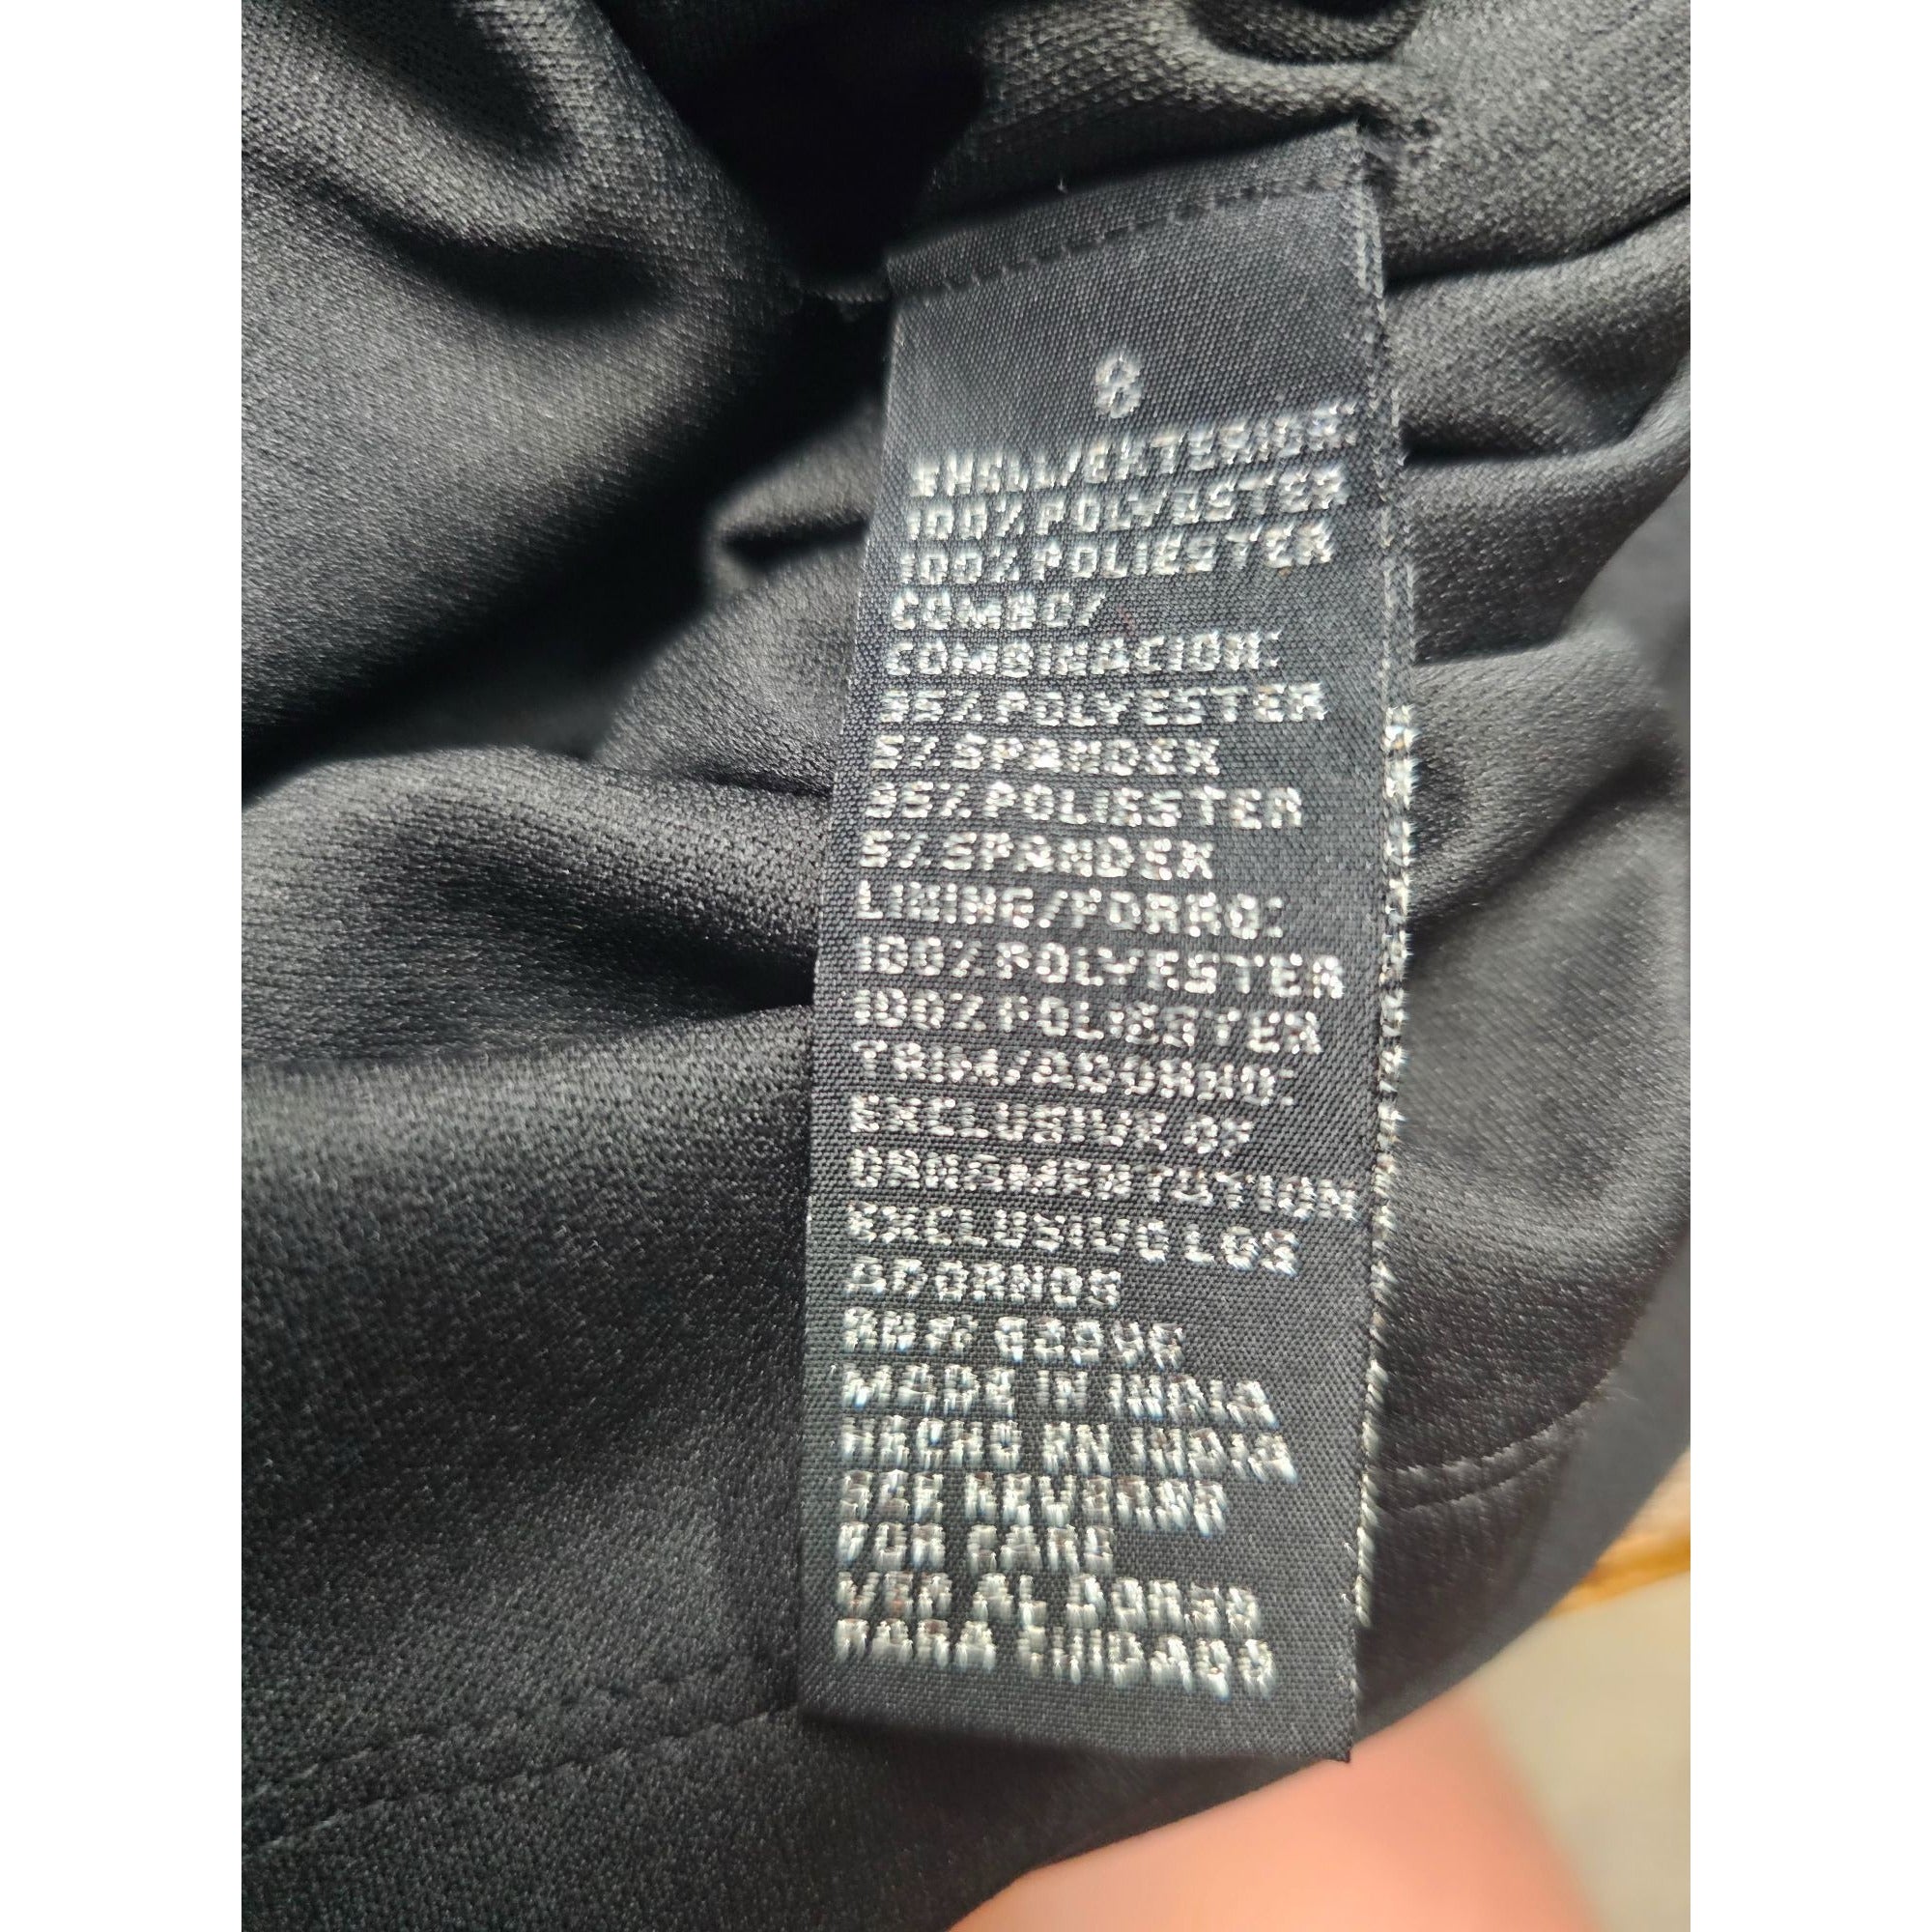 8
SHELL/EXTERIOR:
100% POLYESTER
100% POLIESTER
COMBO/
COMBINACION:
95% POLYESTER
5% SPANDEX
95% POLIESTER
5% SPANDEX
LINING/FORRO:
100% POLYESTER
100% POLIESTER
TRIM/ADORNO:
EXCLUSIVE OF
ORNAMENTATION
EXCLUSIVO LOS
ADORNOS
RN#
MADE IN INDIA
HECHO EN INDIA
SEE REVERSE
FOR CARE
VER AL DORSO
PARA CUIDADO